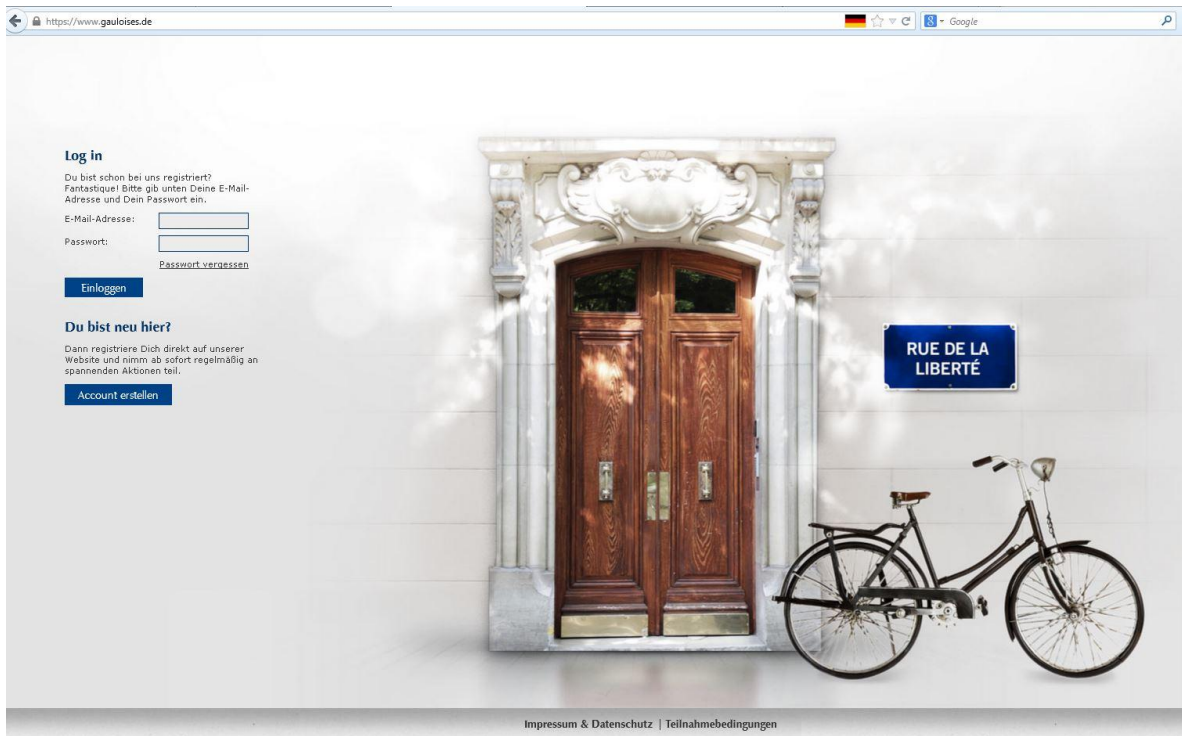 https://www.gauloises.de
Google
Log in
Du bist schon bei uns registriert?
Fantastique! Bitte gib unten Deine E-Mail-
Adresse und Dein Passwort ein.
E-Mail-Adresse:
Passwort:
Passwort vergessen
Einloggen
Du bist neu hier?
Dann registriere Dich direkt auf unserer
Website und nimm ab sofort regelmäßig an
spannenden Aktionen teil.
Account erstellen
RUE DE LA
LIBERTÉ
Impressum & Datenschutz | Teilnahmebedingungen